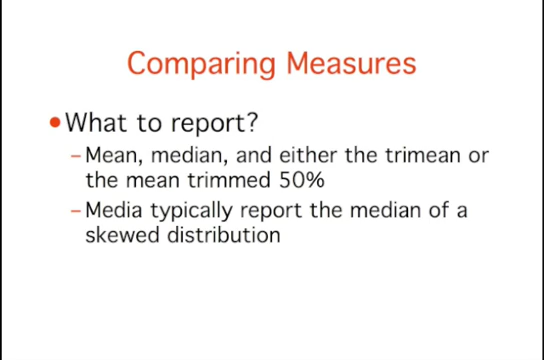 Comparing Measures
•What to report?
–Mean, median, and either the trimean or
the mean trimmed 50%
–Media typically report the median of a
skewed distribution